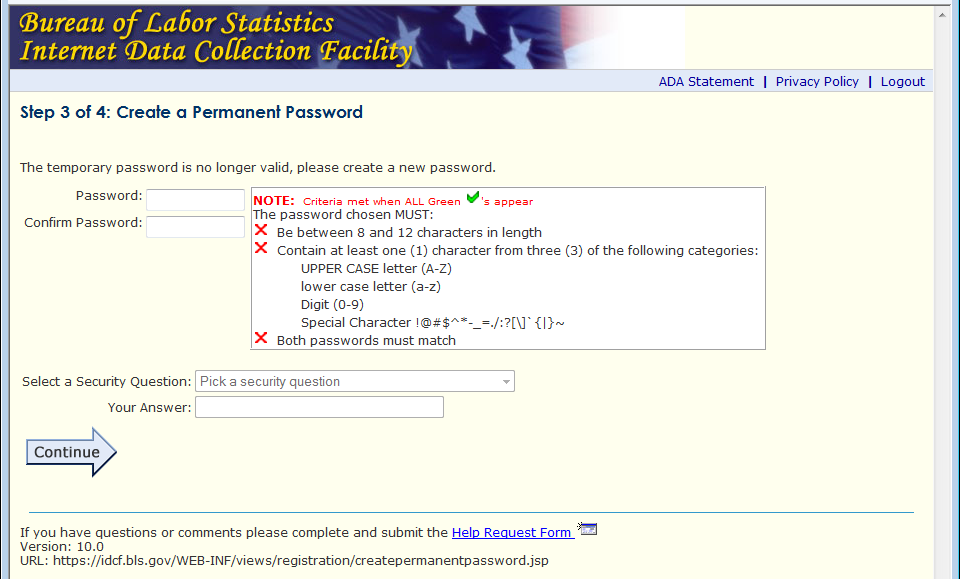 Bureau of Labor Statistics
Internet Data Collection Facility
ADA Statement | Privacy Policy | Logout
Step 3 of 4: Create a Permanent Password
The temporary password is no longer valid, please create a new password.
Password:
Confirm Password:
NOTE: Criteria met when ALL Green 's appear
The password chosen MUST:
Be between 8 and 12 characters in length
Contain at least one (1) character from three (3) of the following categories:
UPPER CASE letter (A-Z)
lower case letter (a-z)
Digit (0-9)
Special Character !@#$^*-_=./:?[\]`{|}~
Both passwords must match
Select a Security Question: Pick a security question
Your Answer:
Continue
If you have questions or comments please complete and submit the Help Request Form
Version: 10.0
URL: https://idcf.bls.gov/WEB-INF/views/registration/createpermanentpassword.jsp